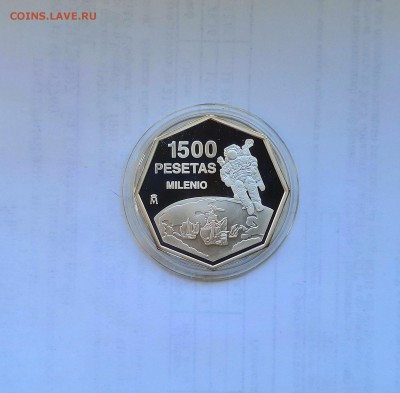 COINS.LAVE.RU
1500
PESETAS
MILENIO
M